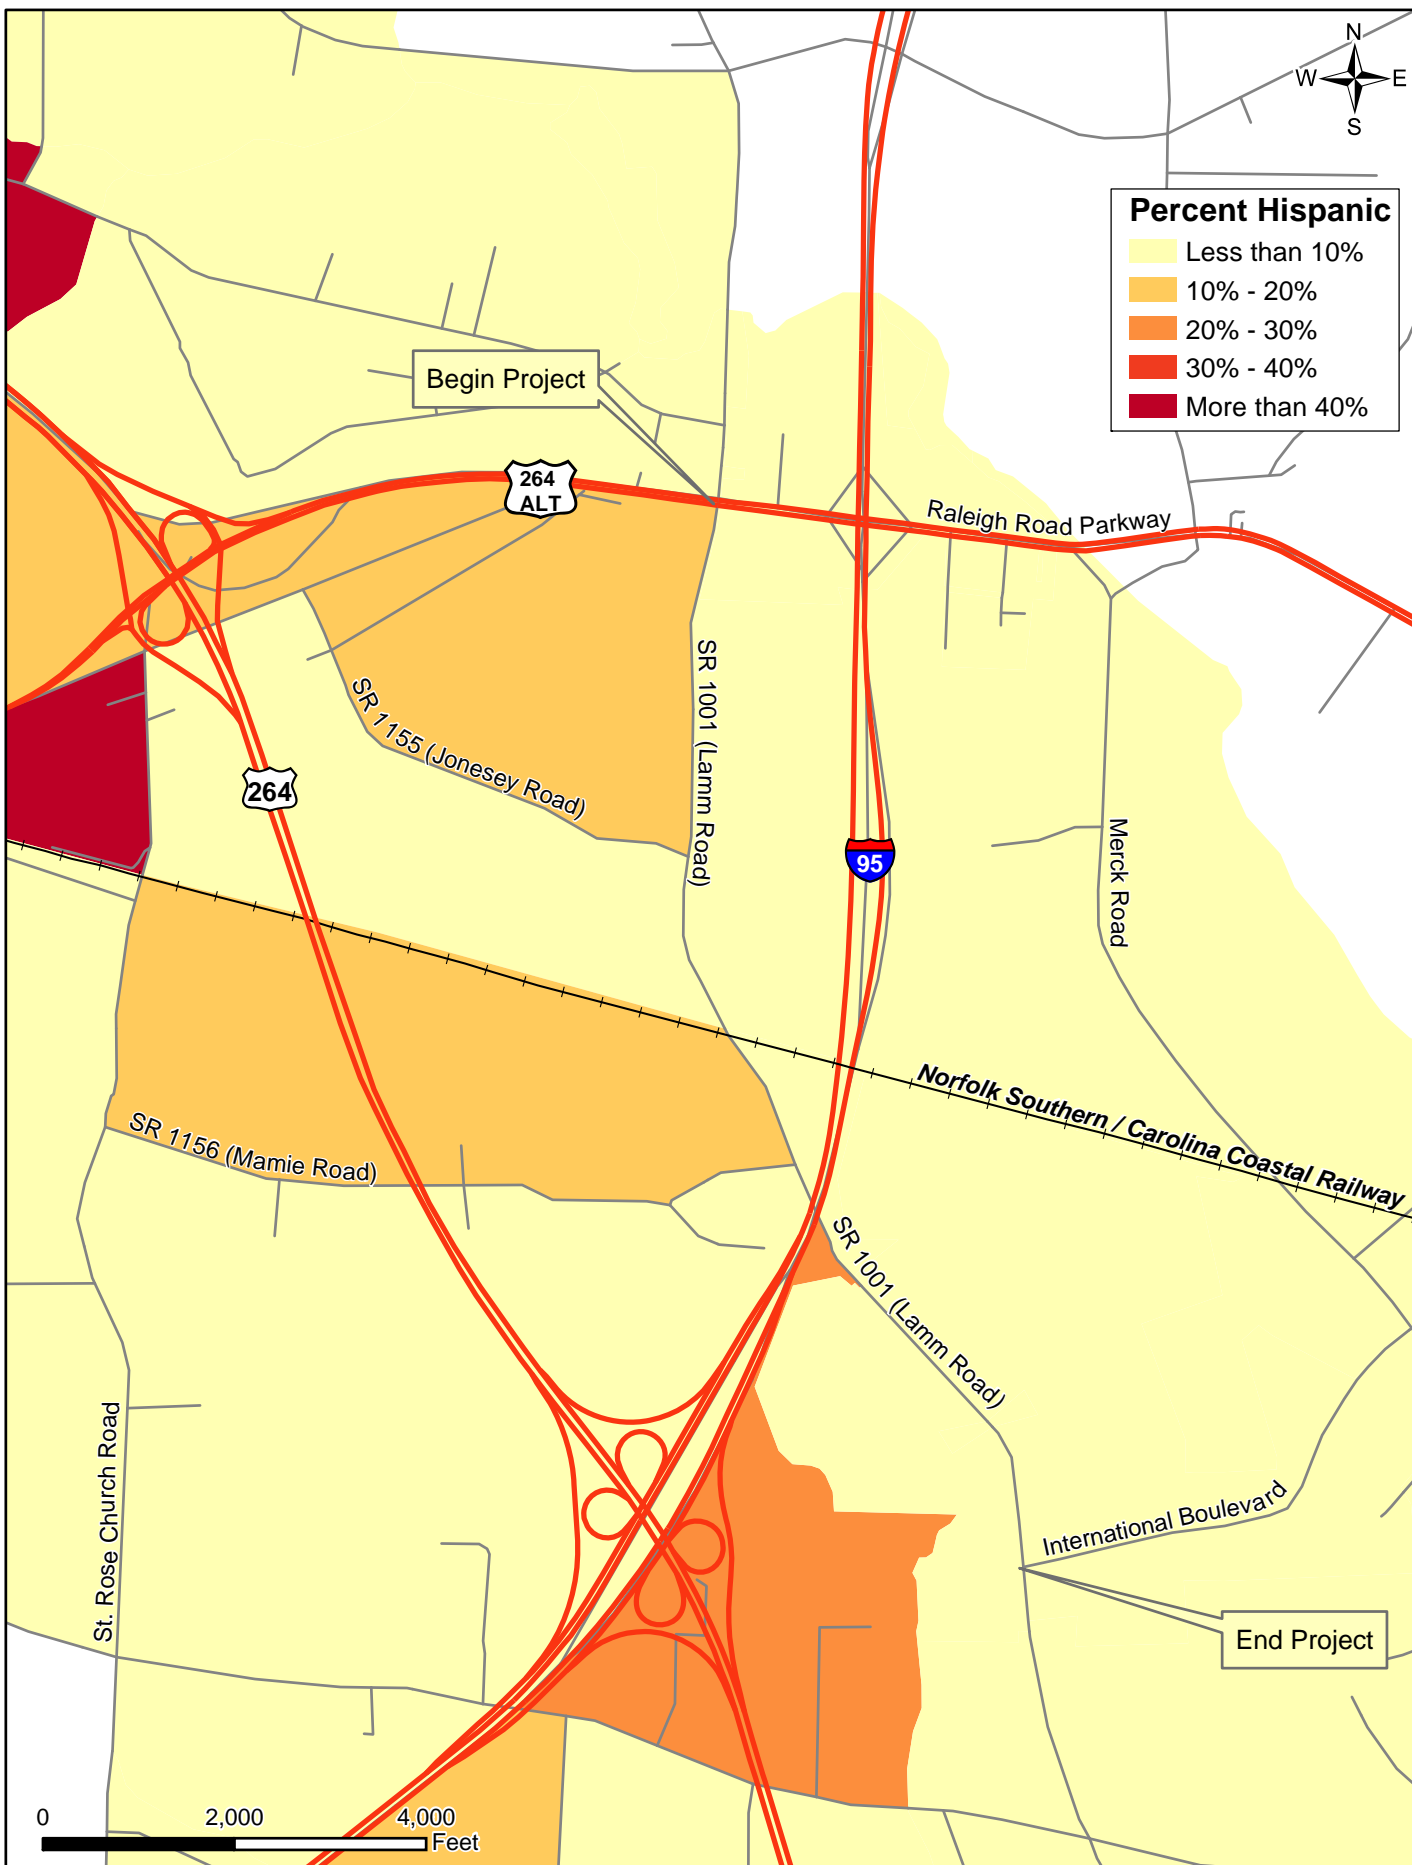 N
W E
S
Percent Hispanic
Less than 10%
10% - 20%
20% - 30%
30% - 40%
More than 40%
Begin Project
264
ALT
Raleigh Road Parkway
SR 1001 (Lamm Road)
SR 1155 (Jonesey Road)
264
95
Merck Road
Norfolk Southern / Carolina Coastal Railway
SR 1156 (Mamie Road)
SR 1001 (Lamm Road)
St. Rose Church Road
International Boulevard
End Project
0 2,000 4,000
Feet